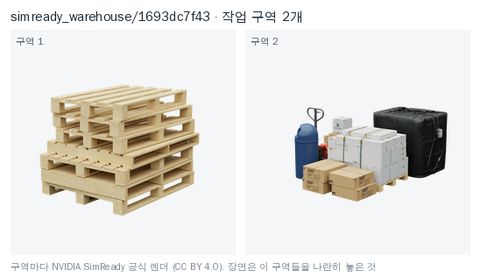 simready_warehouse/1693dc7f43 · 작업 구역 2개
구역 1
구역 2
구역마다 NVIDIA SimReady 공식 렌더 (CC BY 4.0). 장면은 이 구역들을 나란히 놓은 것